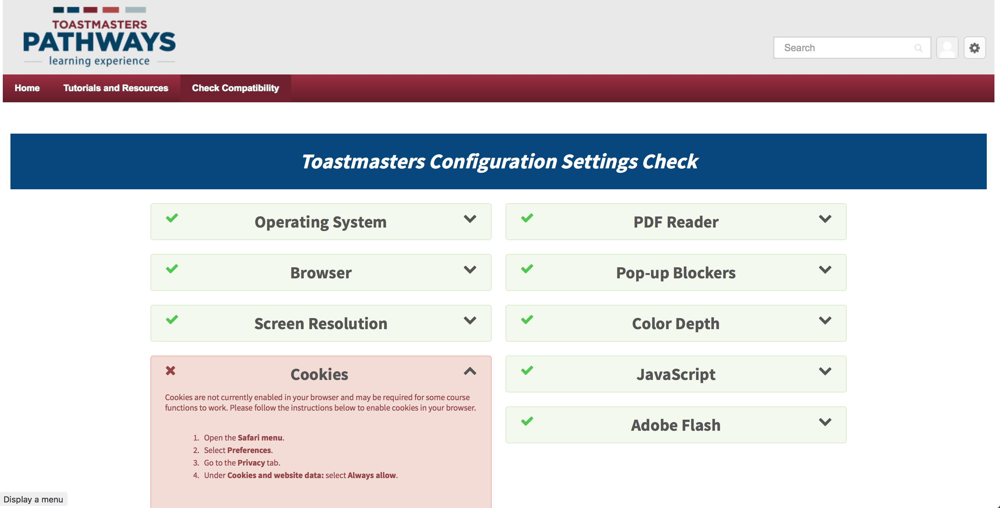 TOASTMASTERS
PATHWAYS
learning experience
Search
Home Tutorials and Resources Check Compatibility
Toastmasters Configuration Settings Check
Operating System
PDF Reader
Browser
Pop-up Blockers
Screen Resolution
Color Depth
Cookies
Cookies are not currently enabled in your browser and may be required for some course
functions to work. Please follow the instructions below to enable cookies in your browser.
1. Open the Safari menu.
2. Select Preferences.
3. Go to the Privacy tab.
4. Under Cookies and website data: select Always allow.
JavaScript
Adobe Flash
Display a menu